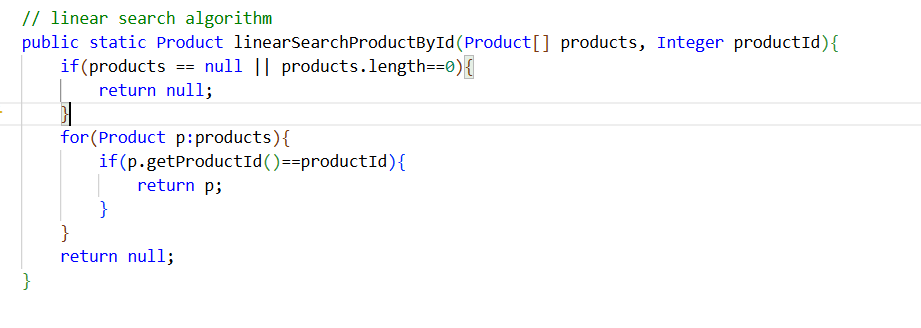 // linear search algorithm
public static Product linearSearchProductById(Product[] products, Integer productId){
if(products == null || products.length==0){
return null;
}
for(Product p:products){
if(p.getProductId()==productId){
return p;
}
}
return null;
}